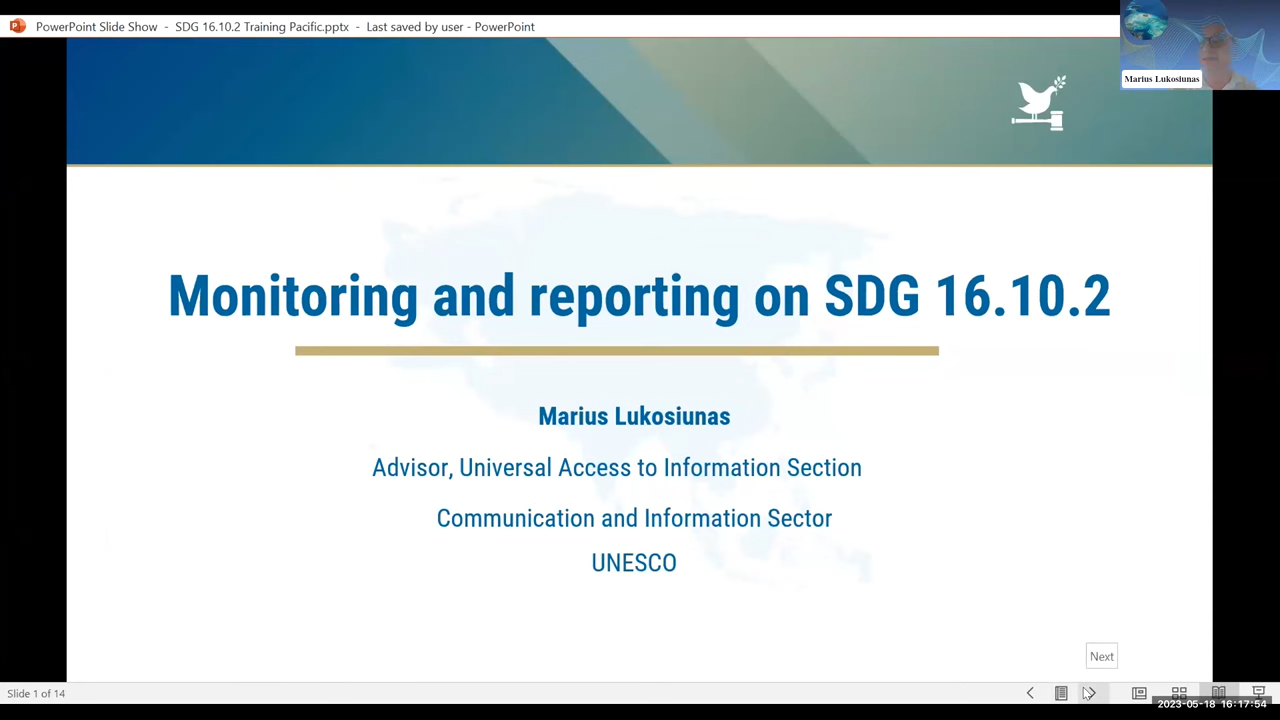 PowerPoint Slide Show - SDG 16.10.2 Training Pacific.pptx - Last saved by user - PowerPoint
Marius Lukosiunas
Monitoring and reporting on SDG 16.10.2
Marius Lukosiunas
Advisor, Universal Access to Information Section
Communication and Information Sector
UNESCO
Next
Slide 1 of 14
2023-05-18 16:17:54